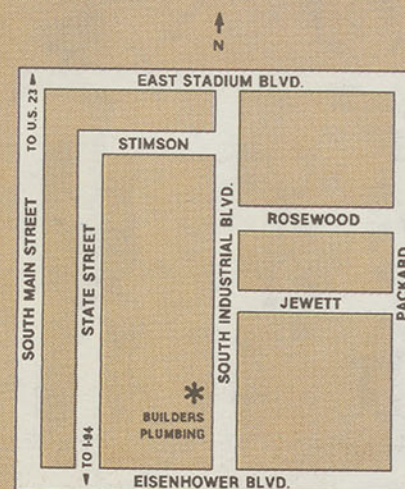 N
EAST STADIUM BLVD.
TO U.S. 23
STIMSON
SOUTH MAIN STREET
STATE STREET
SOUTH INDUSTRIAL BLVD.
ROSEWOOD
PACKARD
JEWETT
*
BUILDERS
PLUMBING
TO I-94
EISENHOWER BLVD.